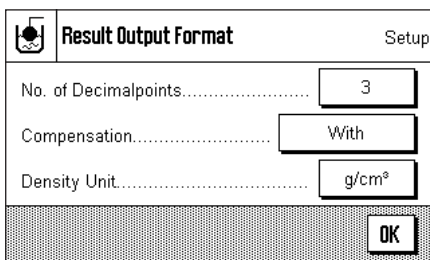 Result Output Format Setup
No. of Decimalpoints....................... 3
Compensation......................... With
Density Unit.................................. g/cm³
OK